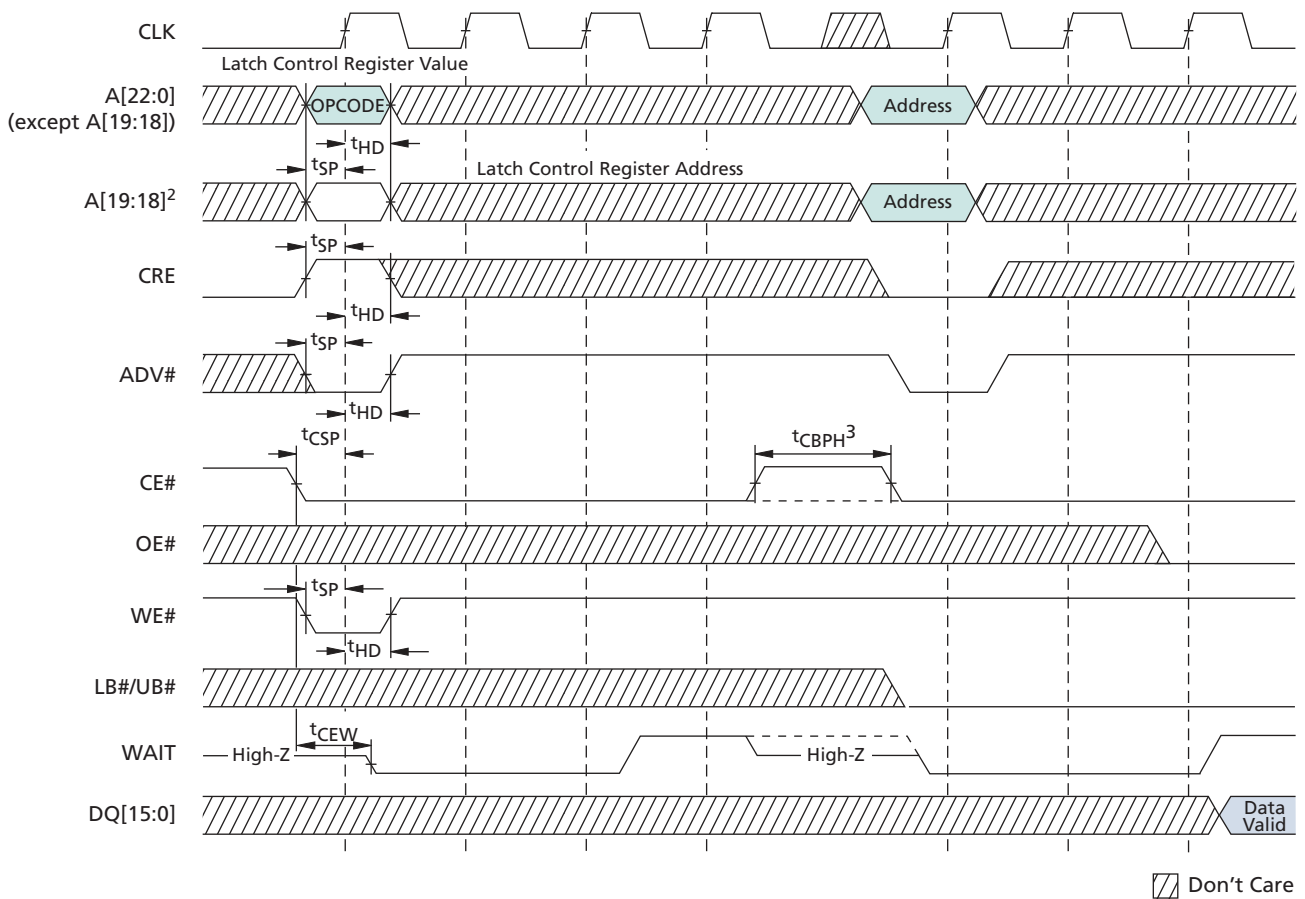 CLK
Latch Control Register Value
A[22:0]
(except A[19:18])
OPCODE
Address
tHD
tSP
Latch Control Register Address
A[19:18]2
Address
tSP
CRE
tHD
tSP
ADV#
tHD
tCSP
tCBPH3
CE#
OE#
tSP
WE#
tHD
LB#/UB#
tCEW
WAIT
High-Z
High-Z
DQ[15:0]
Data
Valid
Don't Care